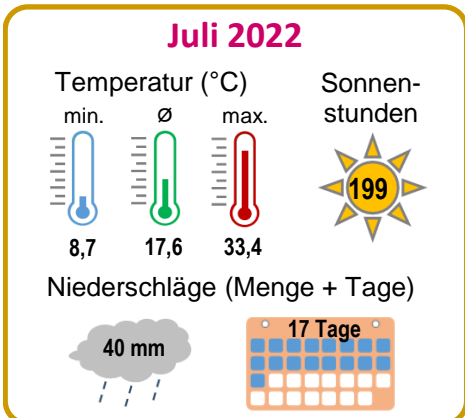 Juli 2022
Temperatur (°C)
min. Ø max.
8,7 17,6 33,4
Sonnen-
stunden
199
Niederschläge (Menge + Tage)
40 mm
17 Tage